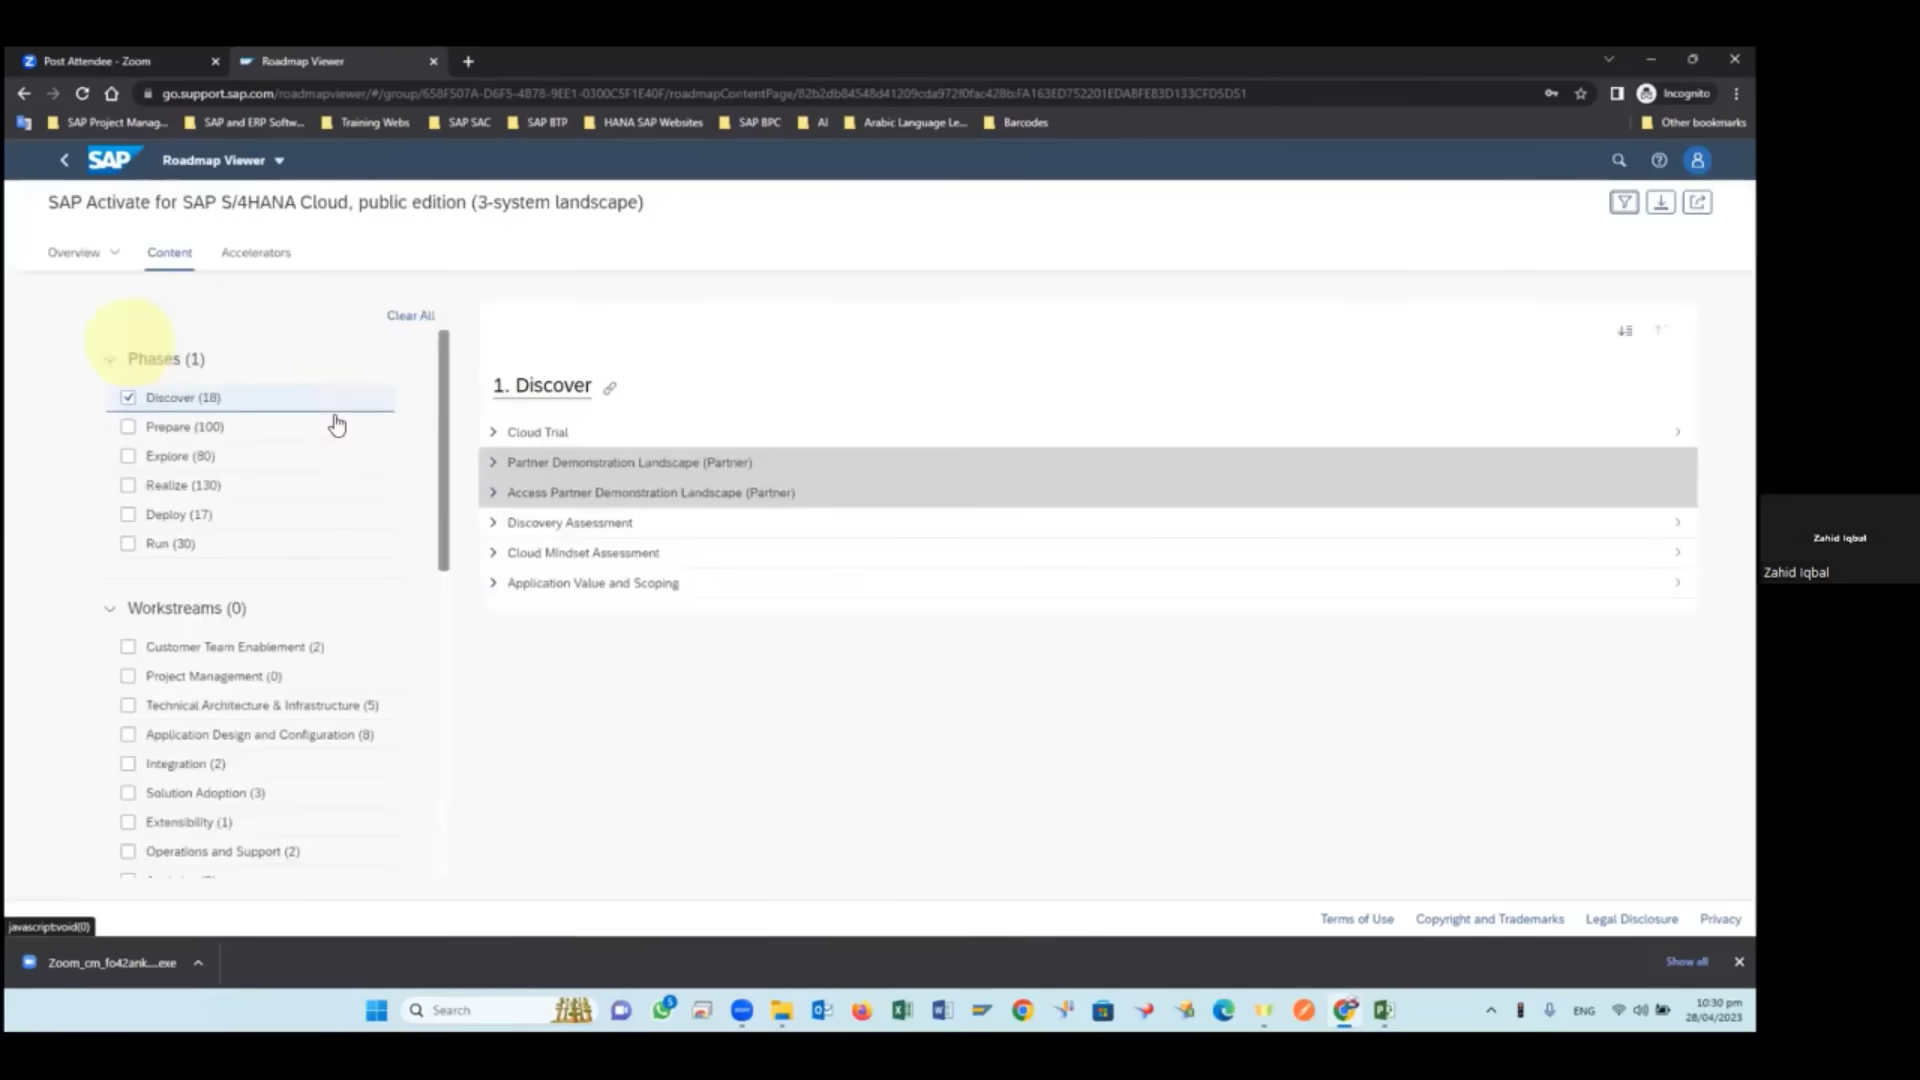 Post Attendee - Zoom
Roadmap Viewer
go.support.sap.com/roadmapviewer/#/group/658F507A-D6F5-4B78-9EE1-0300C5F1E40F/roadmapContentPage/
Incognito
SAP Project Manag...
SAP and ERP Softw...
Training Webs
SAP SAC
SAP BTP
HANA SAP Websites
SAP BPC
AI
Arabic Language Le...
Barcodes
Other bookmarks
SAP
Roadmap Viewer
SAP Activate for SAP S/4HANA Cloud, public edition (3-system landscape)
Overview
Content
Accelerators
Clear All
Phases (1)
Discover (18)
Prepare (100)
Explore (80)
Realize (130)
Deploy (17)
Run (30)
Workstreams (0)
Customer Team Enablement (2)
Project Management (0)
Technical Architecture & Infrastructure (5)
Application Design and Configuration (8)
Integration (2)
Solution Adoption (3)
Extensibility (1)
Operations and Support (2)
1. Discover
Cloud Trial
Partner Demonstration Landscape (Partner)
Access Partner Demonstration Landscape (Partner)
Discovery Assessment
Cloud Mindset Assessment
Application Value and Scoping
Zahid Iqbal
Zahid Iqbal
Terms of Use
Copyright and Trademarks
Legal Disclosure
Privacy
javascript:void(0)
Zoom_cm_fo42ank....exe
Show all
Search
5
ENG
10:30 pm
28/04/2023